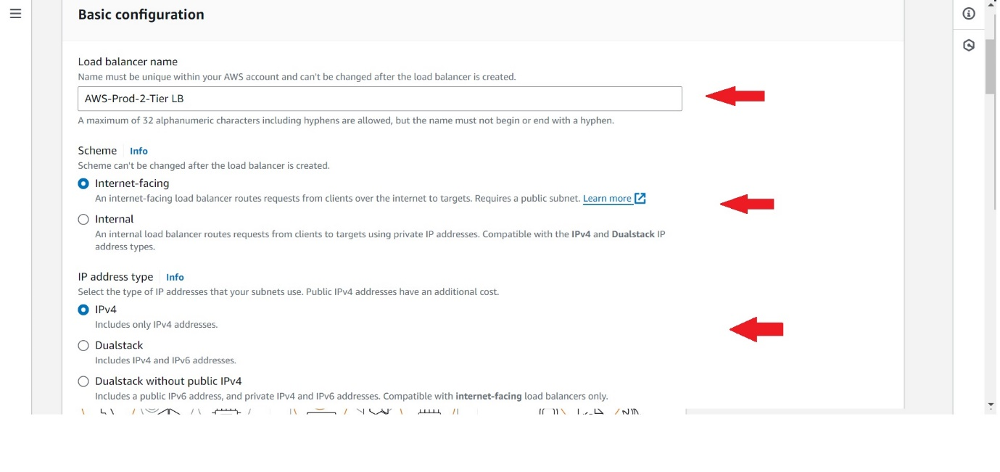 Basic configuration
Load balancer name
Name must be unique within your AWS account and can't be changed after the load balancer is created.
AWS-Prod-2-Tier LB
A maximum of 32 alphanumeric characters including hyphens are allowed, but the name must not begin or end with a hyphen.
Scheme Info
Scheme can't be changed after the load balancer is created.
Internet-facing
An internet-facing load balancer routes requests from clients over the internet to targets. Requires a public subnet. Learn more
Internal
An internal load balancer routes requests from clients to targets using private IP addresses. Compatible with the IPv4 and Dualstack IP
address types.
IP address type Info
Select the type of IP addresses that your subnets use. Public IPv4 addresses have an additional cost.
IPv4
Includes only IPv4 addresses.
Dualstack
Includes IPv4 and IPv6 addresses.
Dualstack without public IPv4
Includes a public IPv6 address, and private IPv4 and IPv6 addresses. Compatible with internet-facing load balancers only.